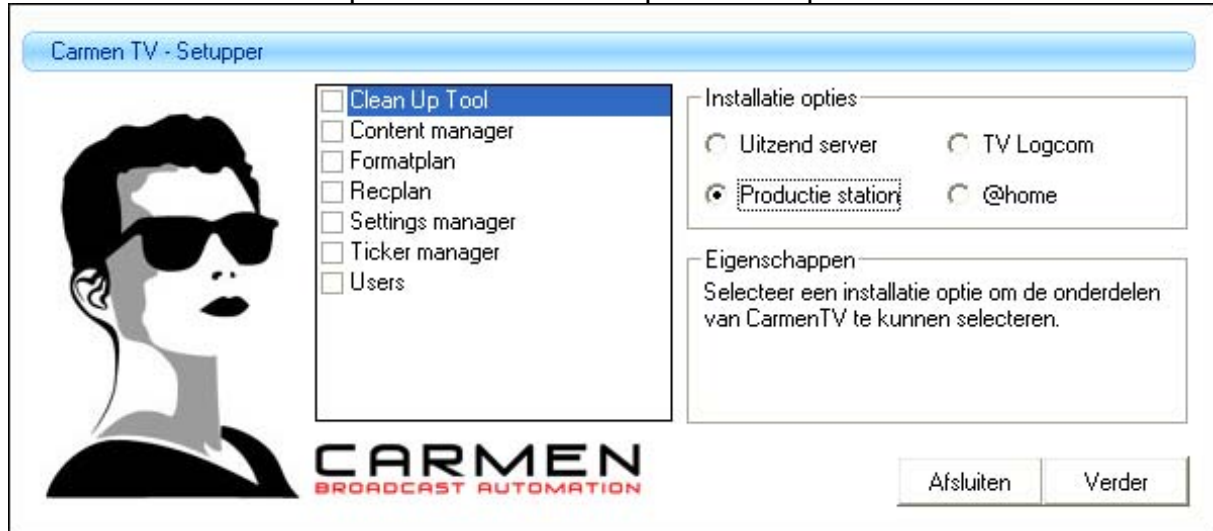 Carmen TV - Setupper
Clean Up Tool
Content manager
Formatplan
Recplan
Settings manager
Ticker manager
Users
Installatie opties
Uitzend server
TV Logcom
Productie station
@home
Eigenschappen
Selecteer een installatie optie om de onderdelen
van CarmenTV te kunnen selecteren.
CARMEN
BROADCAST AUTOMATION
Afsluiten
Verder